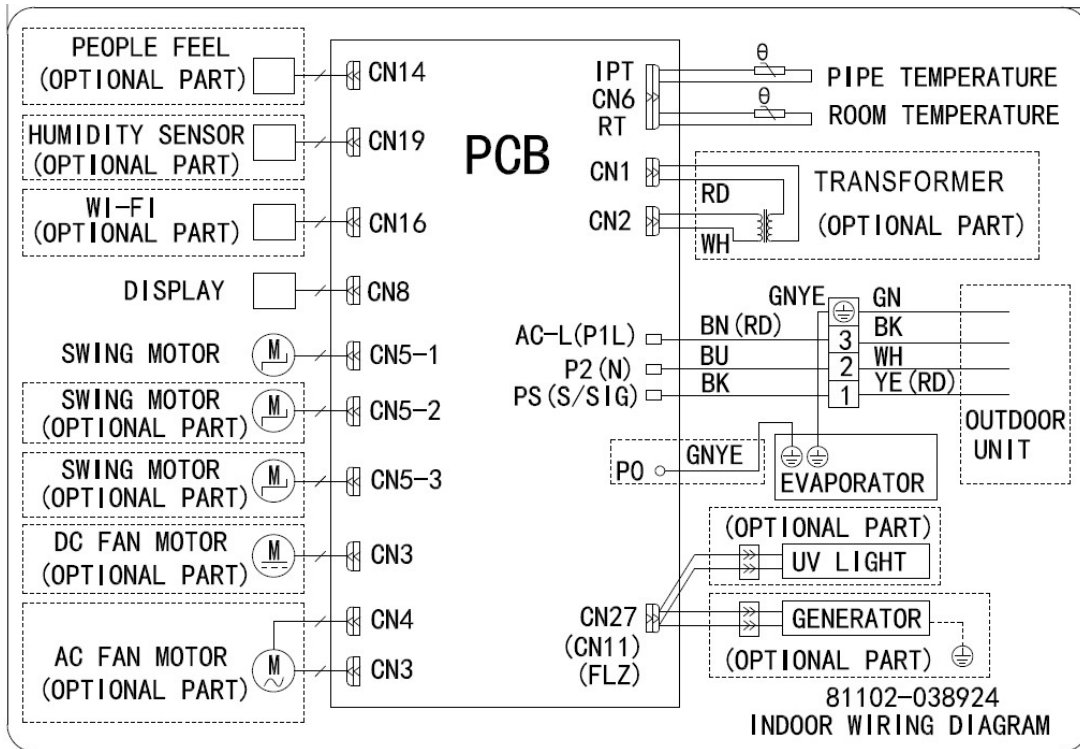 PEOPLE FEEL
(OPTIONAL PART)
CN14
HUMIDITY SENSOR
(OPTIONAL PART)
CN19
WI-FI
(OPTIONAL PART)
CN16
DISPLAY
CN8
SWING MOTOR
M
CN5-1
SWING MOTOR
(OPTIONAL PART)
M
CN5-2
SWING MOTOR
(OPTIONAL PART)
M
CN5-3
DC FAN MOTOR
(OPTIONAL PART)
M
CN3
CN4
AC FAN MOTOR
(OPTIONAL PART)
M
CN3
PCB
IPT
CN6
RT
θ
PIPE TEMPERATURE
θ
ROOM TEMPERATURE
CN1
CN2
RD
WH
TRANSFORMER
(OPTIONAL PART)
GNYE
GN
AC-L(P1L)
BN(RD)
3
BK
P2(N)
BU
2
WH
PS(S/SIG)
BK
1
YE(RD)
OUTDOOR
UNIT
P0
GNYE
EVAPORATOR
(OPTIONAL PART)
UV LIGHT
CN27
(CN11)
(FLZ)
GENERATOR
(OPTIONAL PART)
81102-038924
INDOOR WIRING DIAGRAM